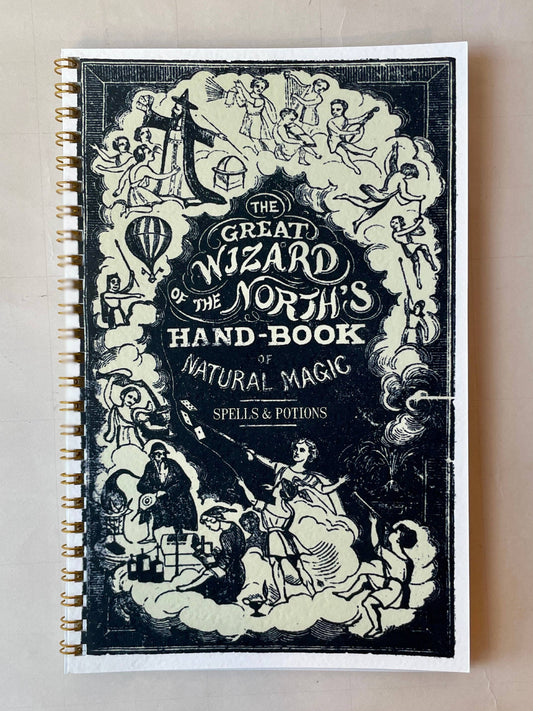 THE
GREAT
WIZARD
OF THE NORTH'S
HAND-BOOK
OF
NATURAL MAGIC
SPELLS & POTIONS